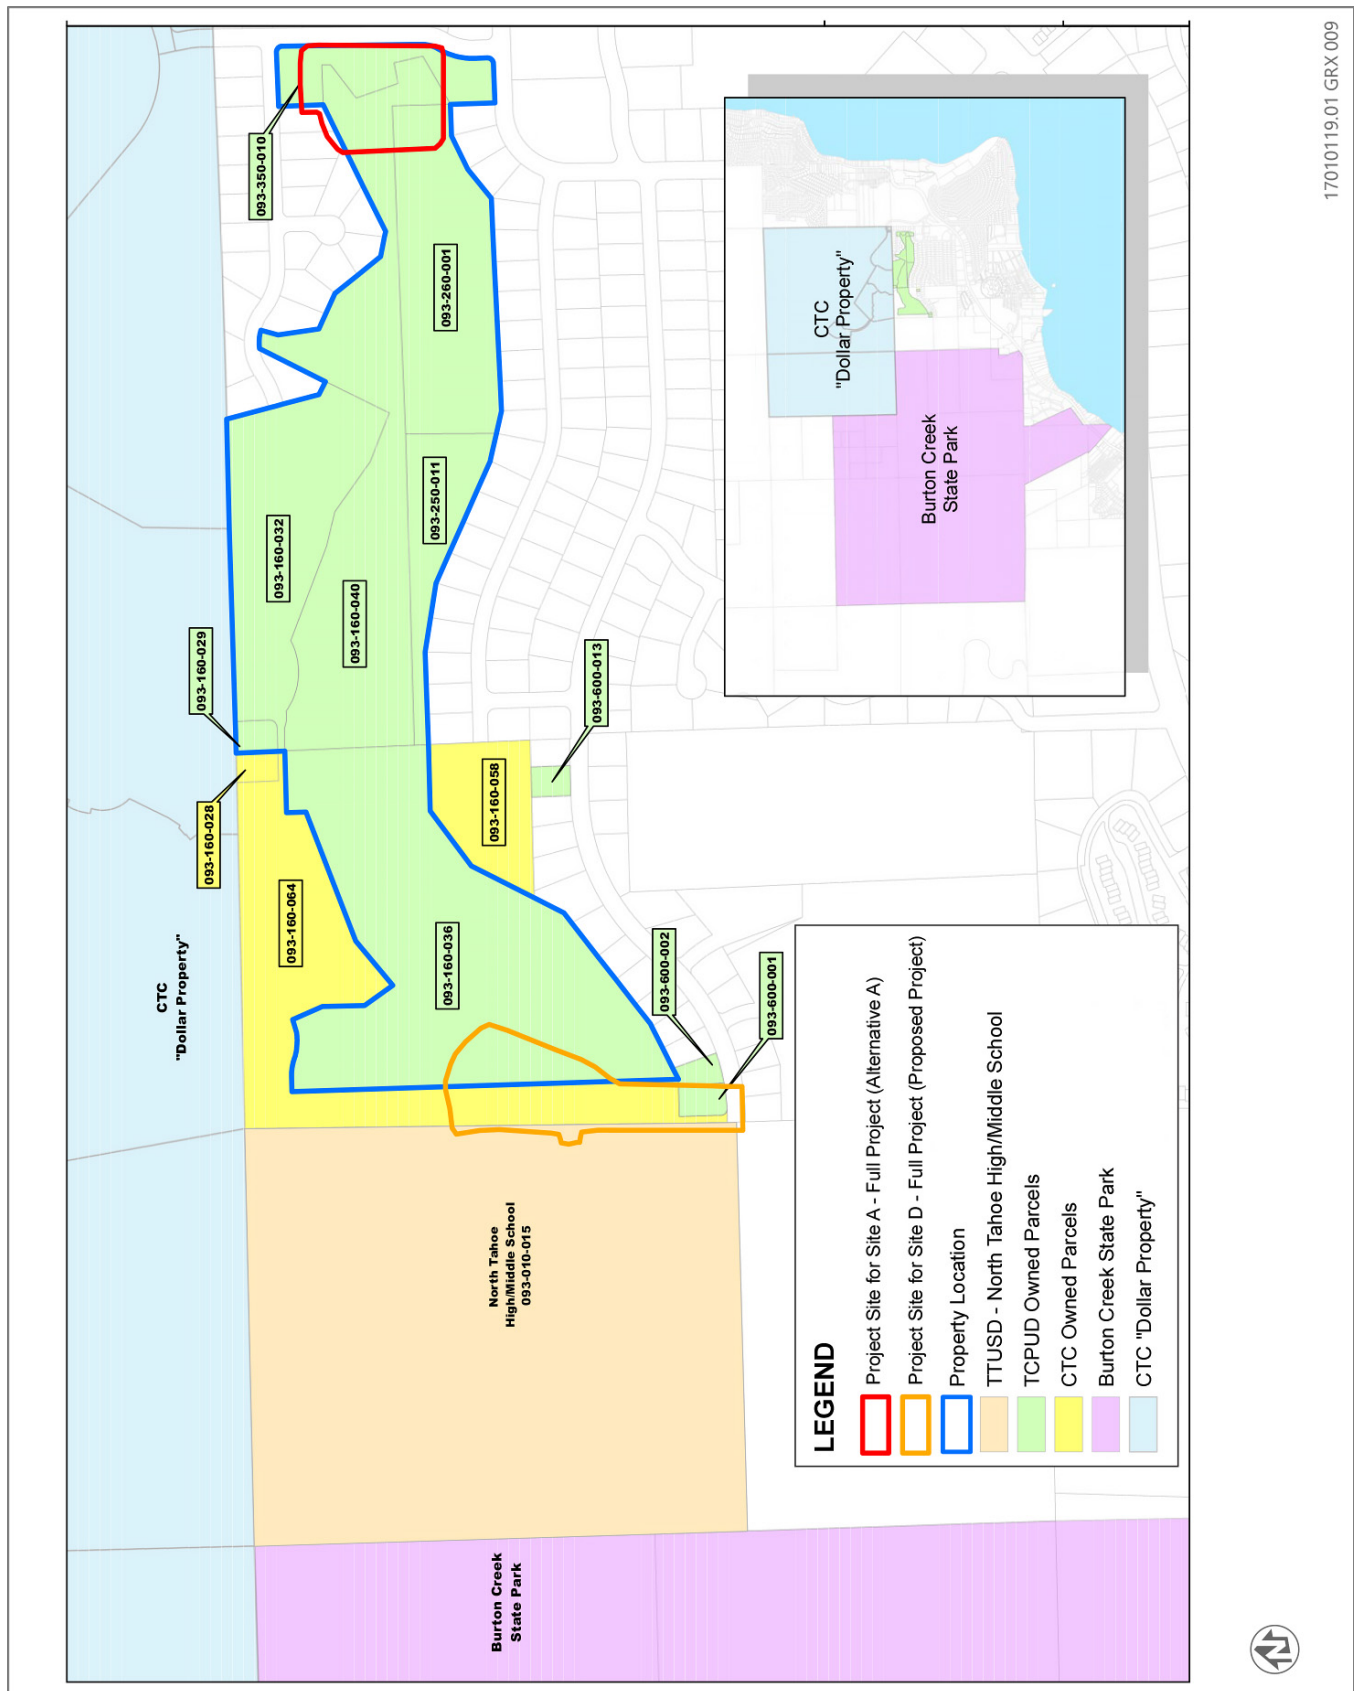 CTC
"Dollar Property"
093-160-028
093-160-029
093-160-064
093-160-032
093-350-010
093-160-040
093-160-036
093-250-011
093-260-001
093-160-058
093-600-013
093-600-002
093-600-001
North Tahoe
High/Middle School
093-010-015
Burton Creek
State Park
CTC
"Dollar Property"
Burton Creek
State Park
LEGEND
Project Site for Site A - Full Project (Alternative A)
Project Site for Site D - Full Project (Proposed Project)
Property Location
TTUSD - North Tahoe High/Middle School
TCPUD Owned Parcels
CTC Owned Parcels
Burton Creek State Park
CTC "Dollar Property"
N
17010119.01 GRX 009